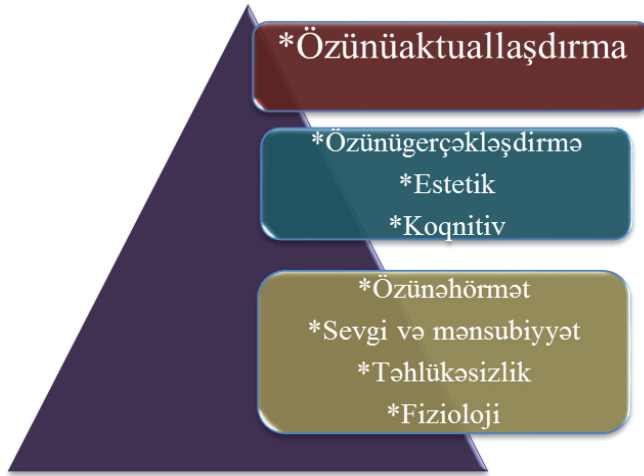 *Özünüaktuallaşdırma
*Özünügerçəkləşdirmə
*Estetik
*Koqnitiv
*Özünəhörmət
*Sevgi və mənsubiyyət
*Təhlükəsizlik
*Fizioloji